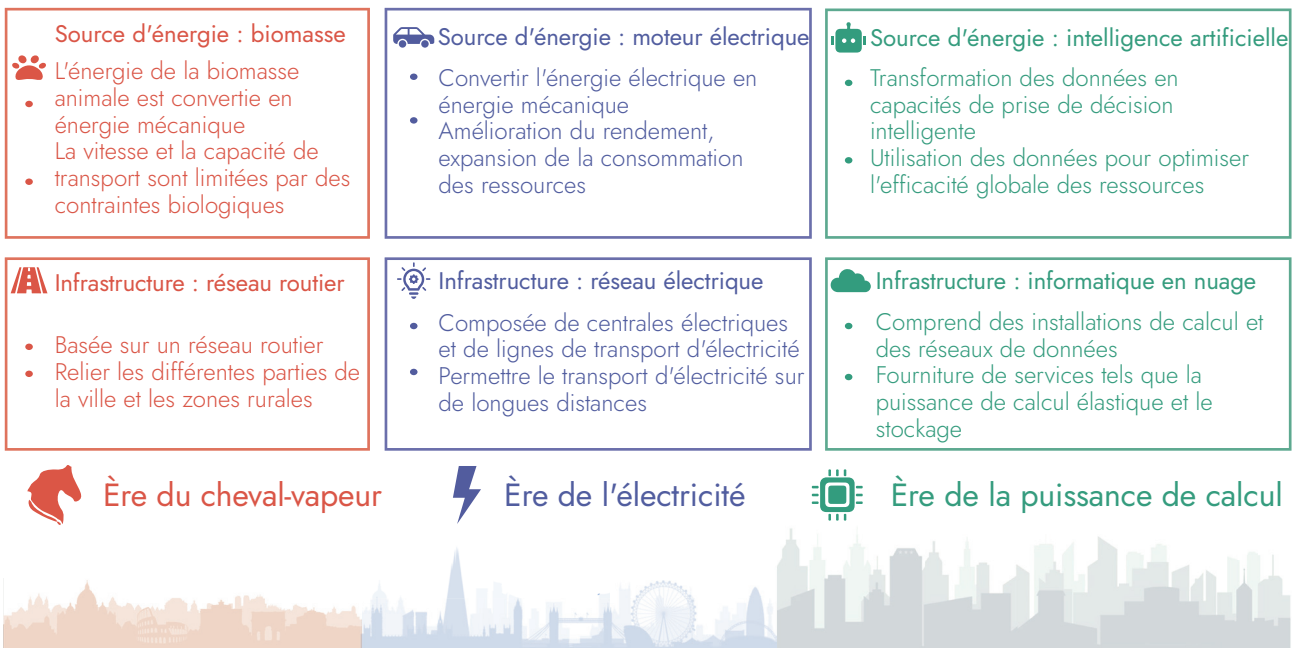 Source d'énergie : biomasse
L'énergie de la biomasse
animale est convertie en
énergie mécanique
La vitesse et la capacité de
transport sont limitées par des
contraintes biologiques
Source d'énergie : moteur électrique
Convertir l'énergie électrique en
énergie mécanique
Amélioration du rendement,
expansion de la consommation
des ressources
Source d'énergie : intelligence artificielle
Transformation des données en
capacités de prise de décision
intelligente
Utilisation des données pour optimiser
l'efficacité globale des ressources
Infrastructure : réseau routier
Basée sur un réseau routier
Relier les différentes parties de
la ville et les zones rurales
Infrastructure : réseau électrique
Composée de centrales électriques
et de lignes de transport d'électricité
Permettre le transport d'électricité sur
de longues distances
Infrastructure : informatique en nuage
Comprend des installations de calcul et
des réseaux de données
Fourniture de services tels que la
puissance de calcul élastique et le
stockage
Ère du cheval-vapeur
Ère de l'électricité
Ère de la puissance de calcul